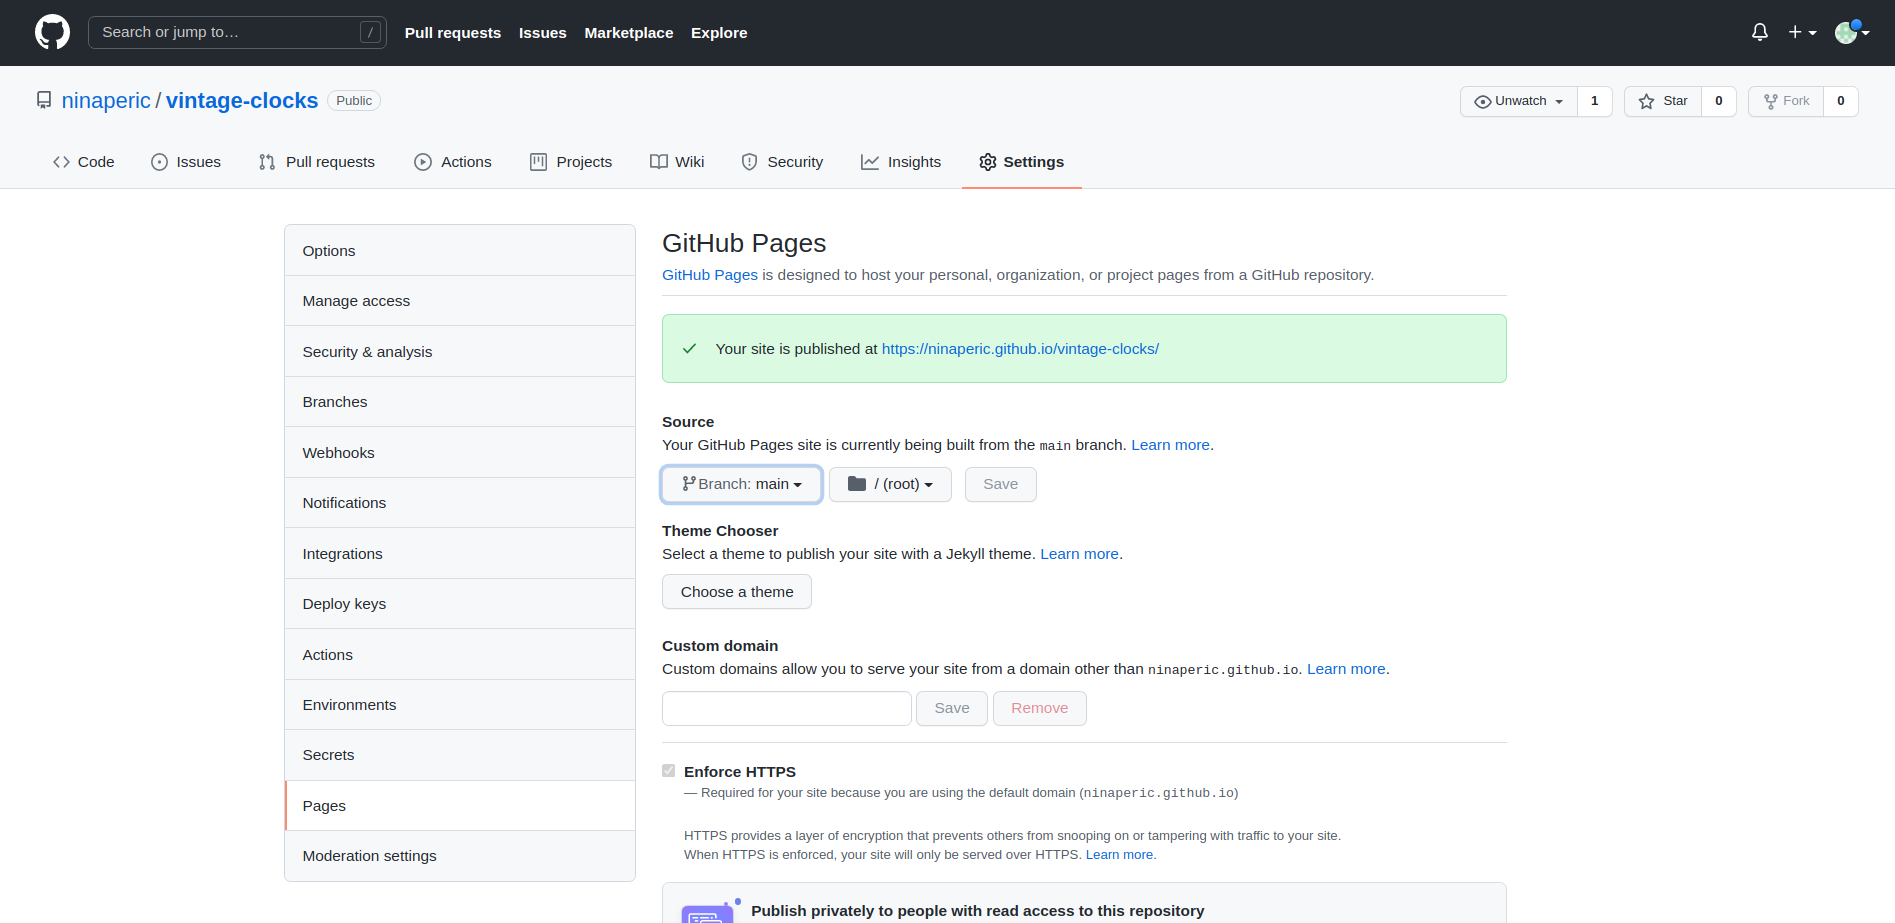 Search or jump to… /
Pull requests Issues Marketplace Explore
ninaperic / vintage-clocks Public
Unwatch 1 Star 0 Fork 0
Code Issues Pull requests Actions Projects Wiki Security Insights Settings
Options
Manage access
Security & analysis
Branches
Webhooks
Notifications
Integrations
Deploy keys
Actions
Environments
Secrets
Pages
Moderation settings
GitHub Pages
GitHub Pages is designed to host your personal, organization, or project pages from a GitHub repository.
Your site is published at https://ninaperic.github.io/vintage-clocks/
Source
Your GitHub Pages site is currently being built from the main branch. Learn more.
Branch: main / (root) Save
Theme Chooser
Select a theme to publish your site with a Jekyll theme. Learn more.
Choose a theme
Custom domain
Custom domains allow you to serve your site from a domain other than ninaperic.github.io. Learn more.
Save Remove
Enforce HTTPS
— Required for your site because you are using the default domain (ninaperic.github.io)
HTTPS provides a layer of encryption that prevents others from snooping on or tampering with traffic to your site.
When HTTPS is enforced, your site will only be served over HTTPS. Learn more.
Publish privately to people with read access to this repository